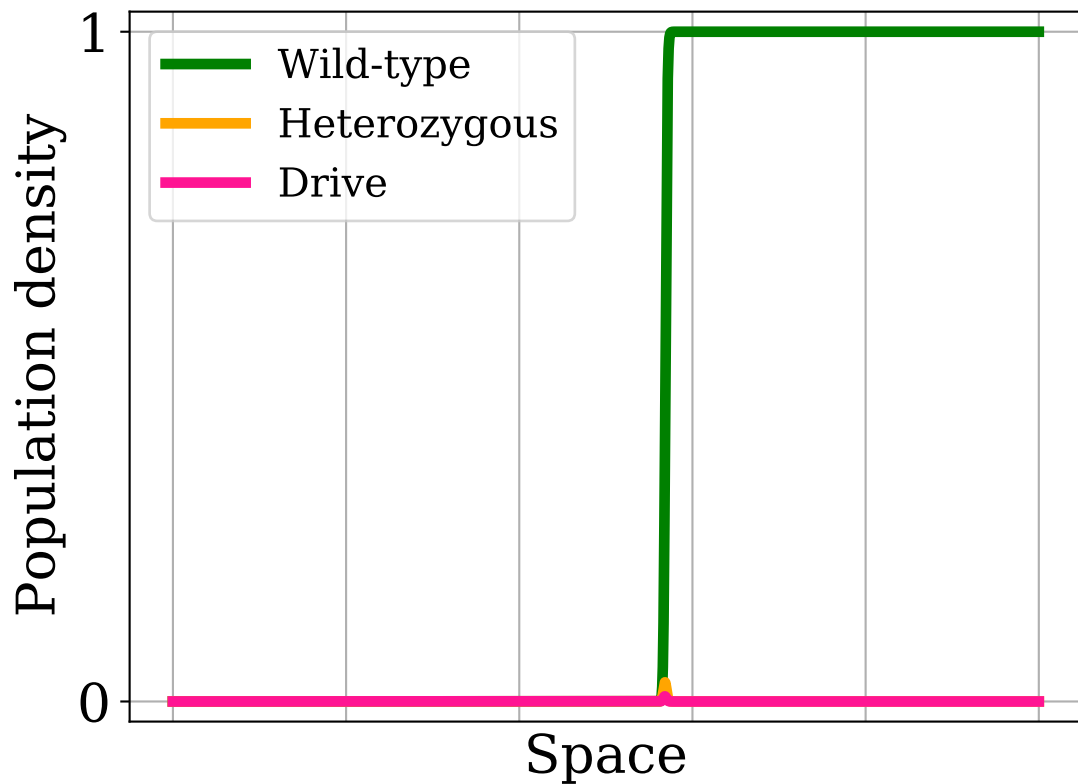 1
Wild-type
Heterozygous
Drive
Population density
0
Space